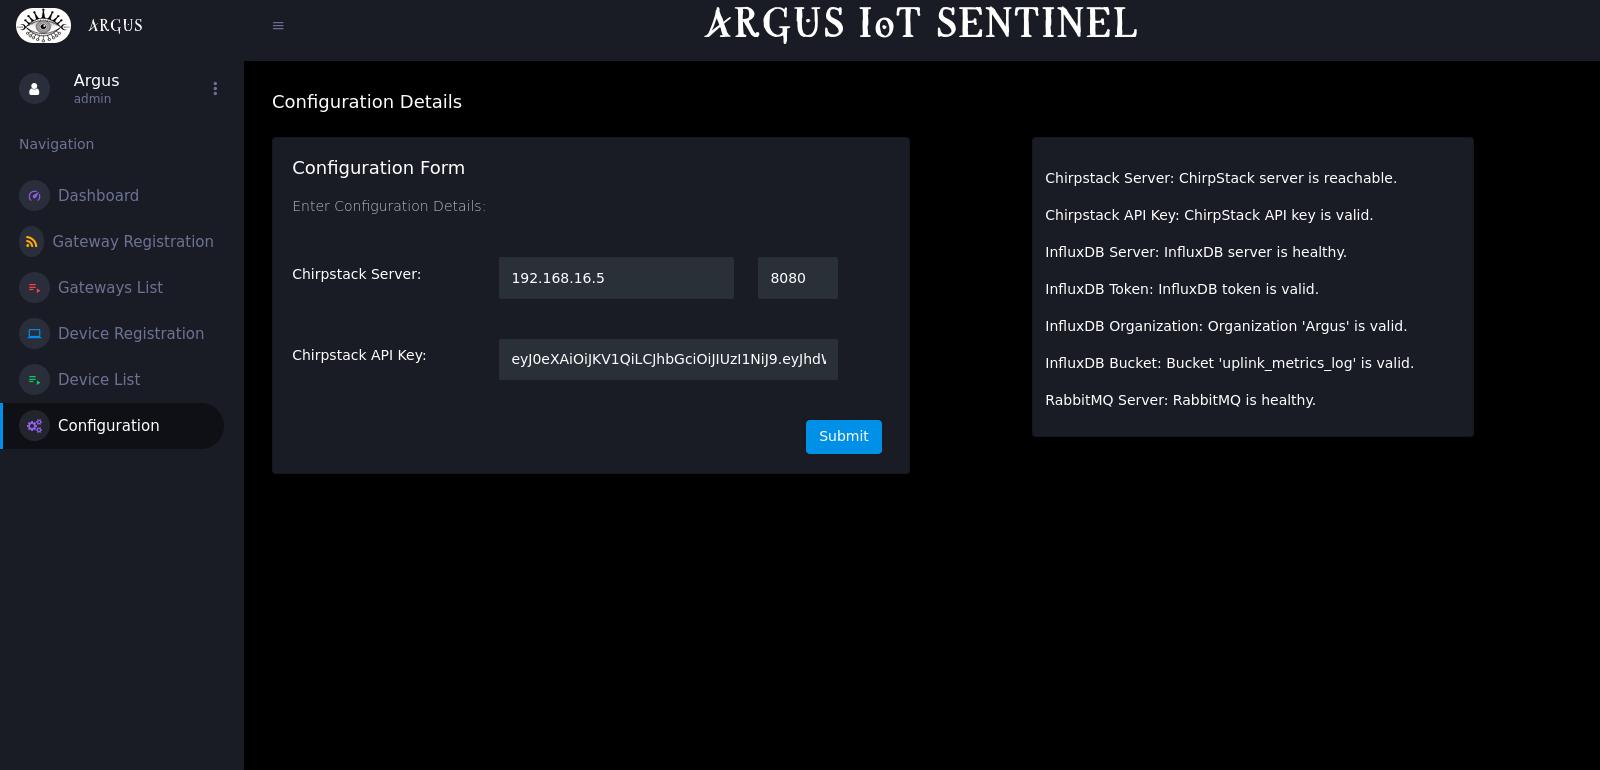 ARGUS
ARGUS IoT SENTINEL
Argus
admin
Navigation
Dashboard
Gateway Registration
Gateways List
Device Registration
Device List
Configuration
Configuration Details
Configuration Form
Enter Configuration Details:
Chirpstack Server:
192.168.16.5
8080
Chirpstack API Key:
eyJ0eXAiOiJKV1QiLCJhbGciOiJIUzI1NiJ9.eyJhdV
Submit
Chirpstack Server: ChirpStack server is reachable.
Chirpstack API Key: ChirpStack API key is valid.
InfluxDB Server: InfluxDB server is healthy.
InfluxDB Token: InfluxDB token is valid.
InfluxDB Organization: Organization 'Argus' is valid.
InfluxDB Bucket: Bucket 'uplink_metrics_log' is valid.
RabbitMQ Server: RabbitMQ is healthy.